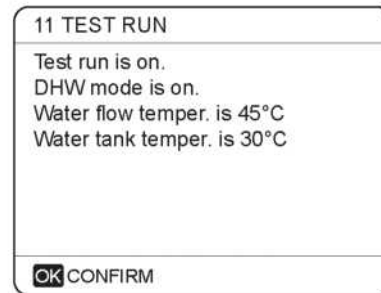 11 TEST RUN
Test run is on.
DHW mode is on.
Water flow temper. is 45°C
Water tank temper. is 30°C
OK CONFIRM